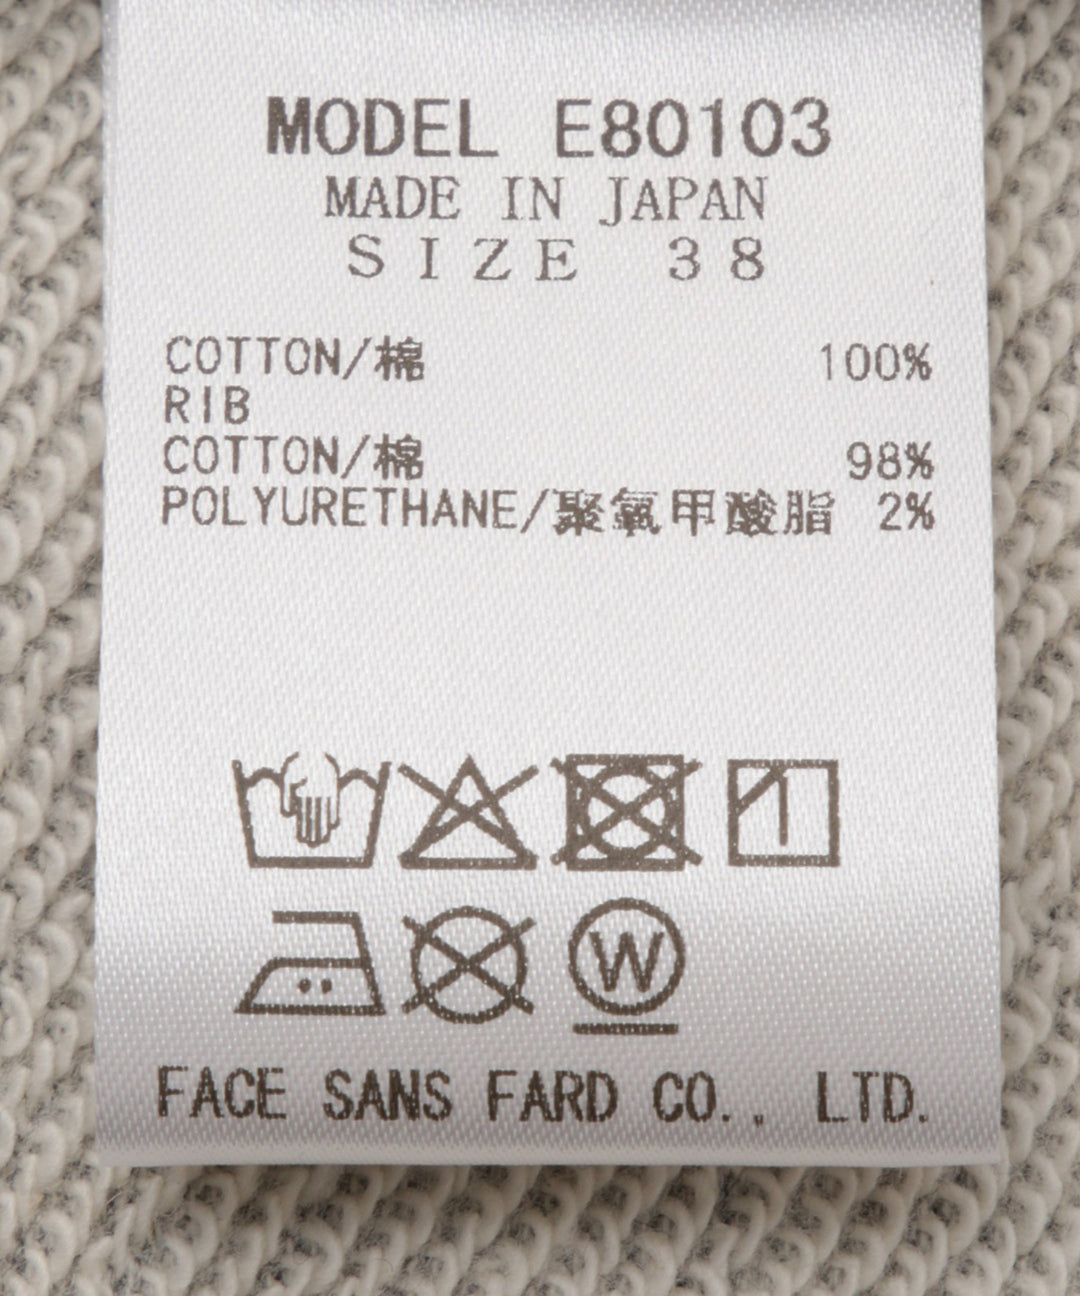 MODEL E80103
MADE IN JAPAN
SIZE 38
COTTON/棉 100%
RIB
COTTON/棉 98%
POLYURETHANE/聚氨甲酸脂 2%
W
FACE SANS FARD CO., LTD.